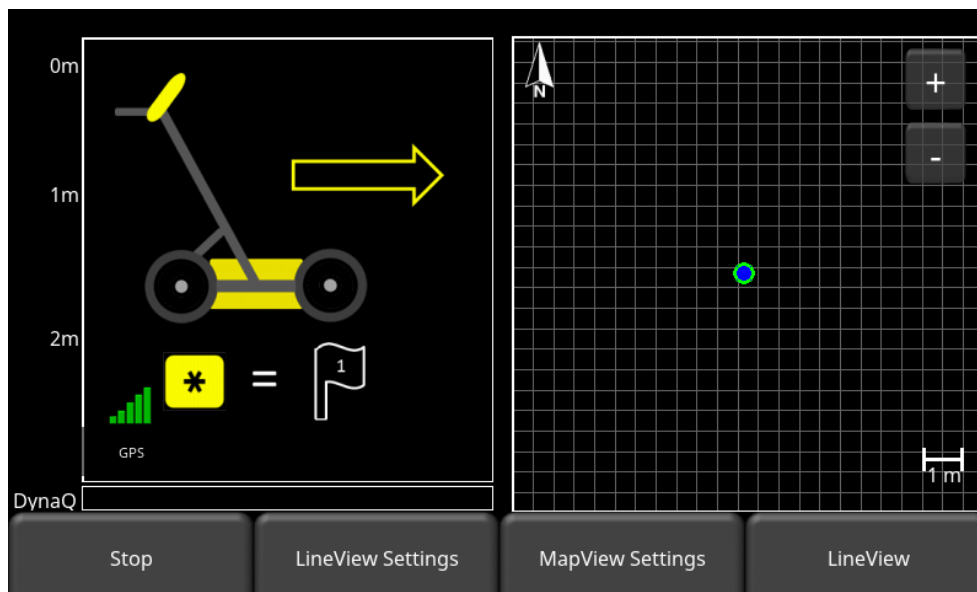 0m
1m
2m
* = 1
GPS
DynaQ
N
+
-
1 m
Stop
LineView Settings
MapView Settings
LineView